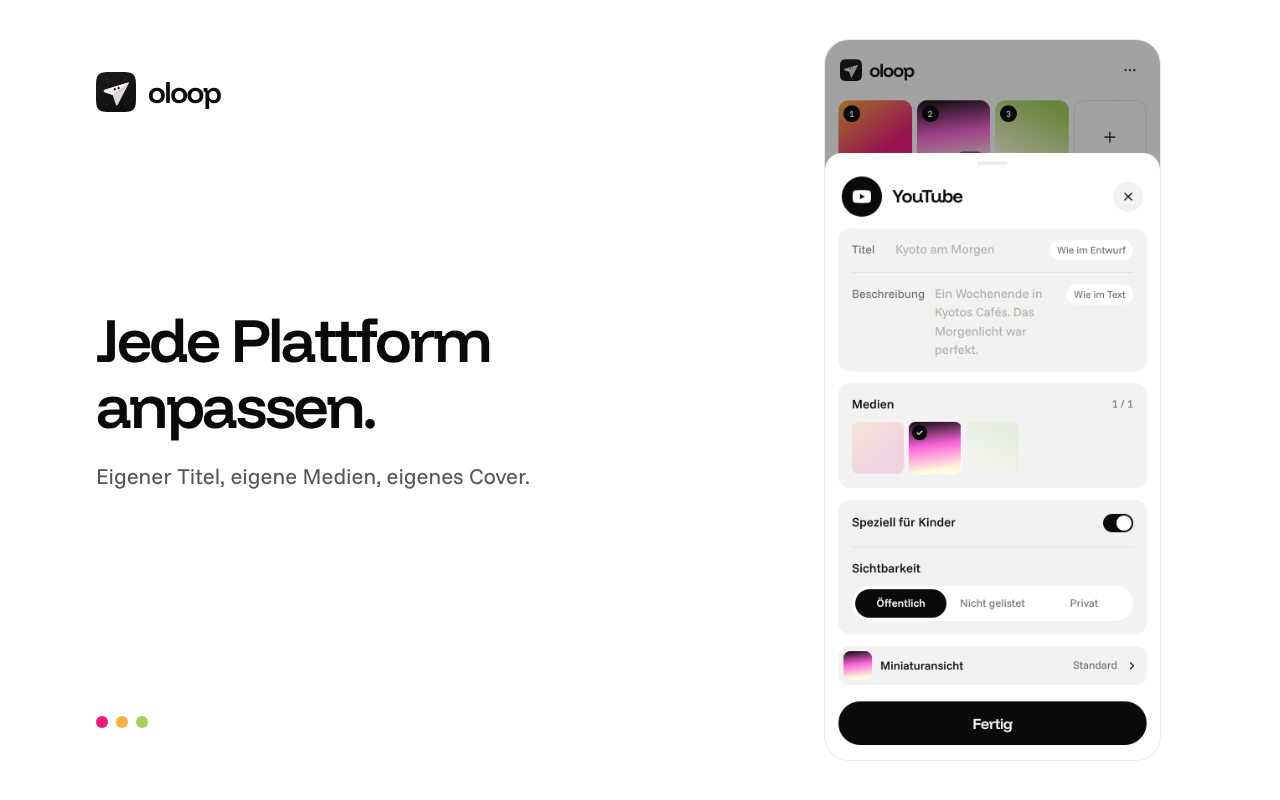 oloop
Jede Plattform
anpassen.
Eigener Titel, eigene Medien, eigenes Cover.
oloop
1
2
3
YouTube
Titel Kyoto am Morgen Wie im Entwurf
Beschreibung Ein Wochenende in Wie im Text
Kyotos Cafés. Das
Morgenlicht war
perfekt.
Medien 1 / 1
Speziell für Kinder
Sichtbarkeit
Öffentlich Nicht gelistet Privat
Miniaturansicht Standard
Fertig